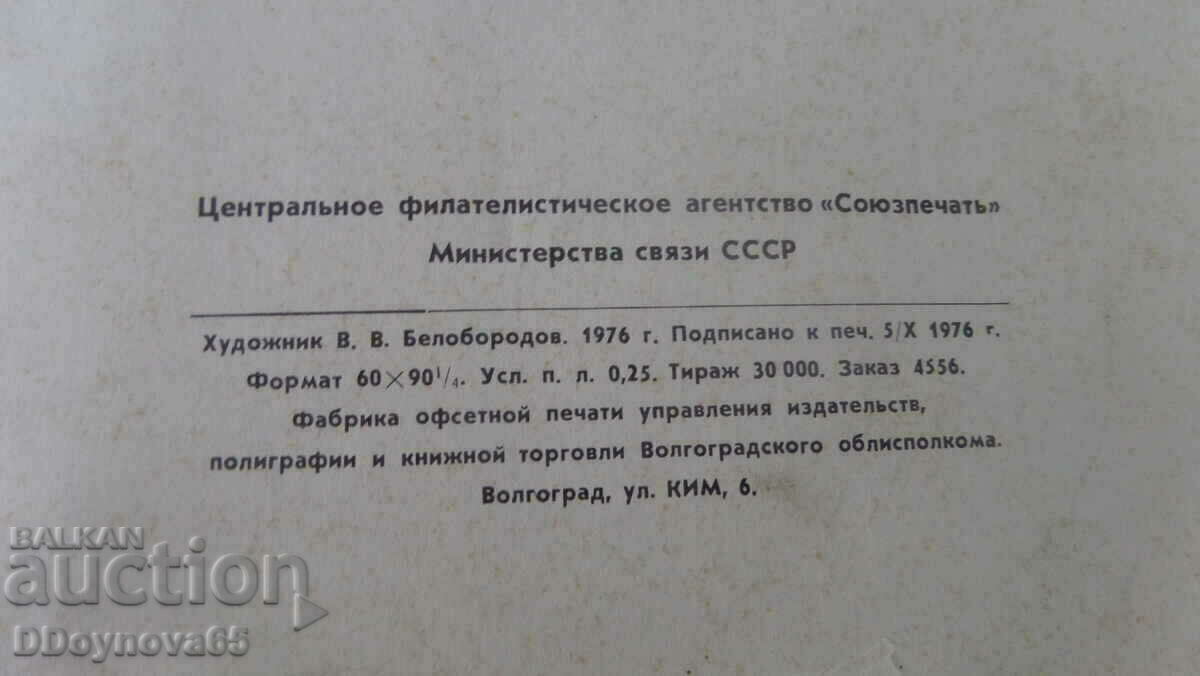 Центральное филателистическое агентство «Союзпечать»
Министерства связи СССР
Художник В. В. Белобородов. 1976 г. Подписано к печ. 5/X 1976 г.
Формат 60×90¹/₄. Усл. п. л. 0,25. Тираж 30 000. Заказ 4556.
Фабрика офсетной печати управления издательств,
полиграфии и книжной торговли Волгоградского облисполкома.
Волгоград, ул. КИМ, 6.
BALKAN
auction
DDoynova65